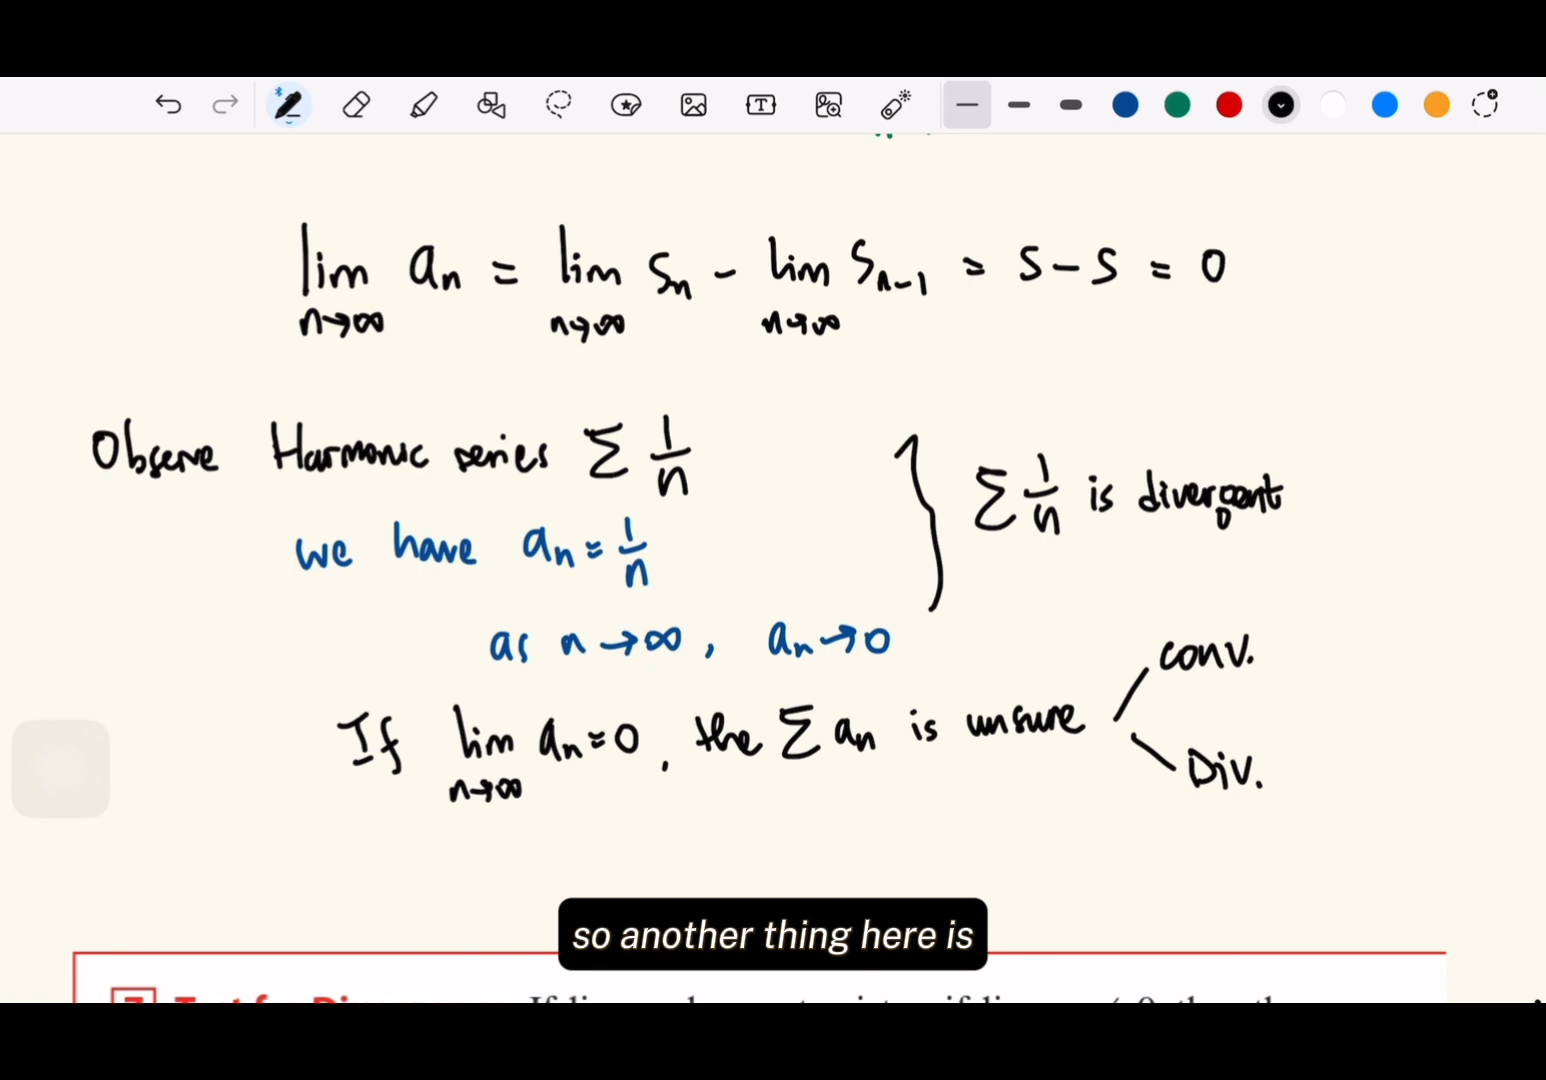 lim aₙ = lim Sₙ - lim Sₙ₋₁ = S - S = 0
n→∞ n→∞ n→∞
Observe Harmonic series Σ 1/n
we have aₙ = 1/n
as n→∞, aₙ→0
} Σ 1/n is divergent
If lim aₙ = 0, the Σ aₙ is unsure
n→∞
conv.
Div.
so another thing here is